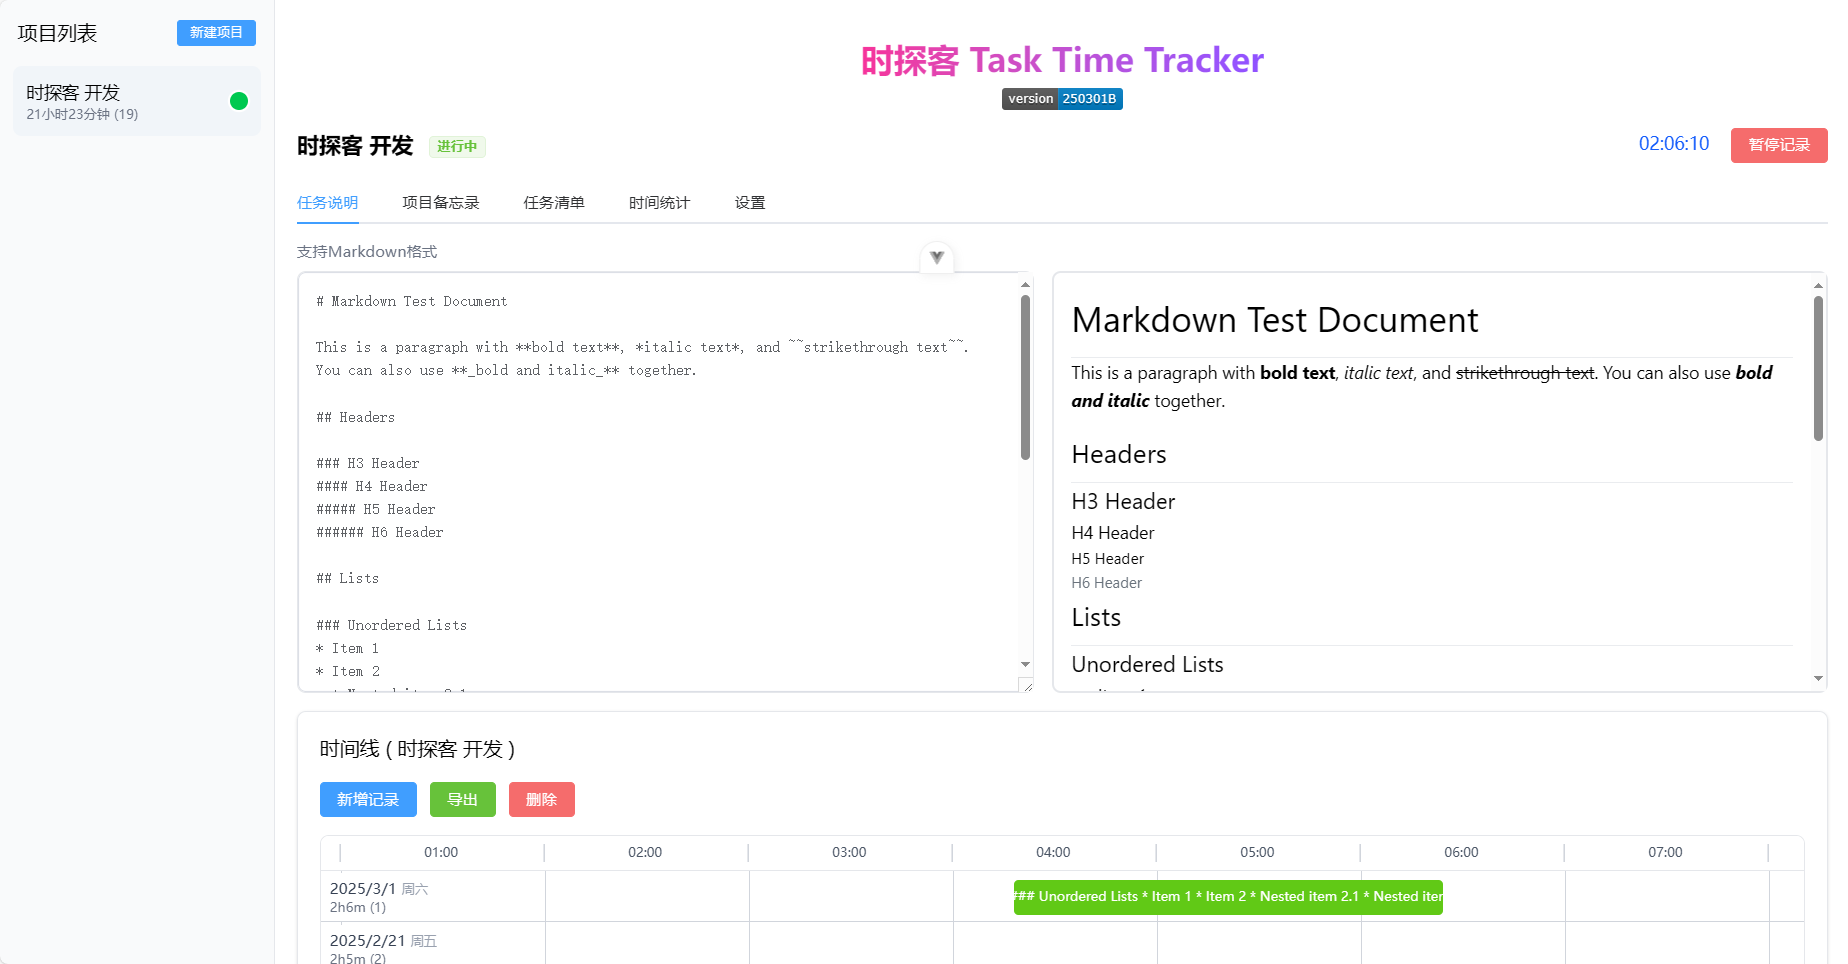 项目列表
新建项目
时探客 开发
21小时23分钟 (19)
时探客 Task Time Tracker
version 250301B
时探客 开发
进行中
02:06:10
暂停记录
任务说明 项目备忘录 任务清单 时间统计 设置
支持Markdown格式
# Markdown Test Document
This is a paragraph with **bold text**, *italic text*, and ~~strikethrough text~~.
You can also use **_bold and italic_** together.
## Headers
### H3 Header
#### H4 Header
##### H5 Header
###### H6 Header
## Lists
### Unordered Lists
* Item 1
* Item 2
Markdown Test Document
This is a paragraph with bold text, italic text, and strikethrough text. You can also use bold
and italic together.
Headers
H3 Header
H4 Header
H5 Header
H6 Header
Lists
Unordered Lists
时间线 ( 时探客 开发 )
新增记录 导出 删除
01:00 02:00 03:00 04:00 05:00 06:00 07:00
2025/3/1 周六
2h6m (1)
### Unordered Lists * Item 1 * Item 2 * Nested item 2.1 * Nested iter
2025/2/21 周五
2h5m (2)